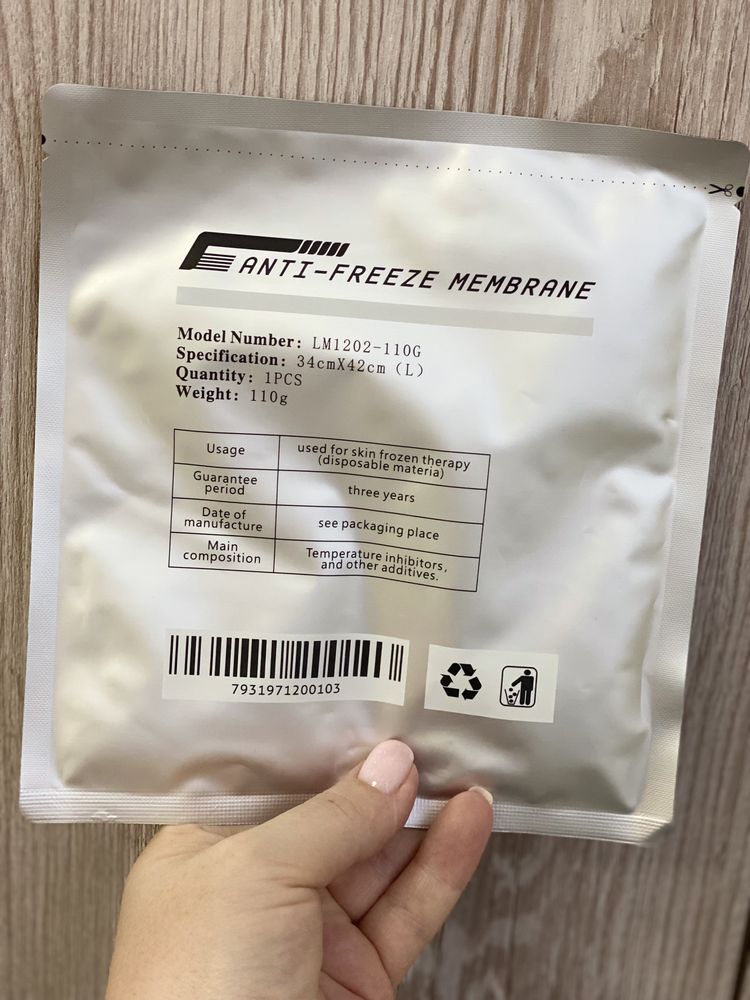 ANTI-FREEZE MEMBRANE
Model Number: LM1202-110G
Specification: 34cmX42cm (L)
Quantity: 1PCS
Weight: 110g
Usage
used for skin frozen therapy
(disposable materia)
Guarantee
period
three years
Date of
manufacture
see packaging place
Main
composition
Temperature inhibitors,
and other additives.
7931971200103